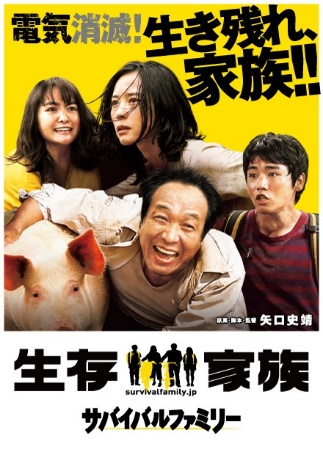 電気消滅!生き残れ、
家族!!
原案・脚本・監督 矢口史靖
生存家族
survivalfamily.jp
サバイバルファミリー